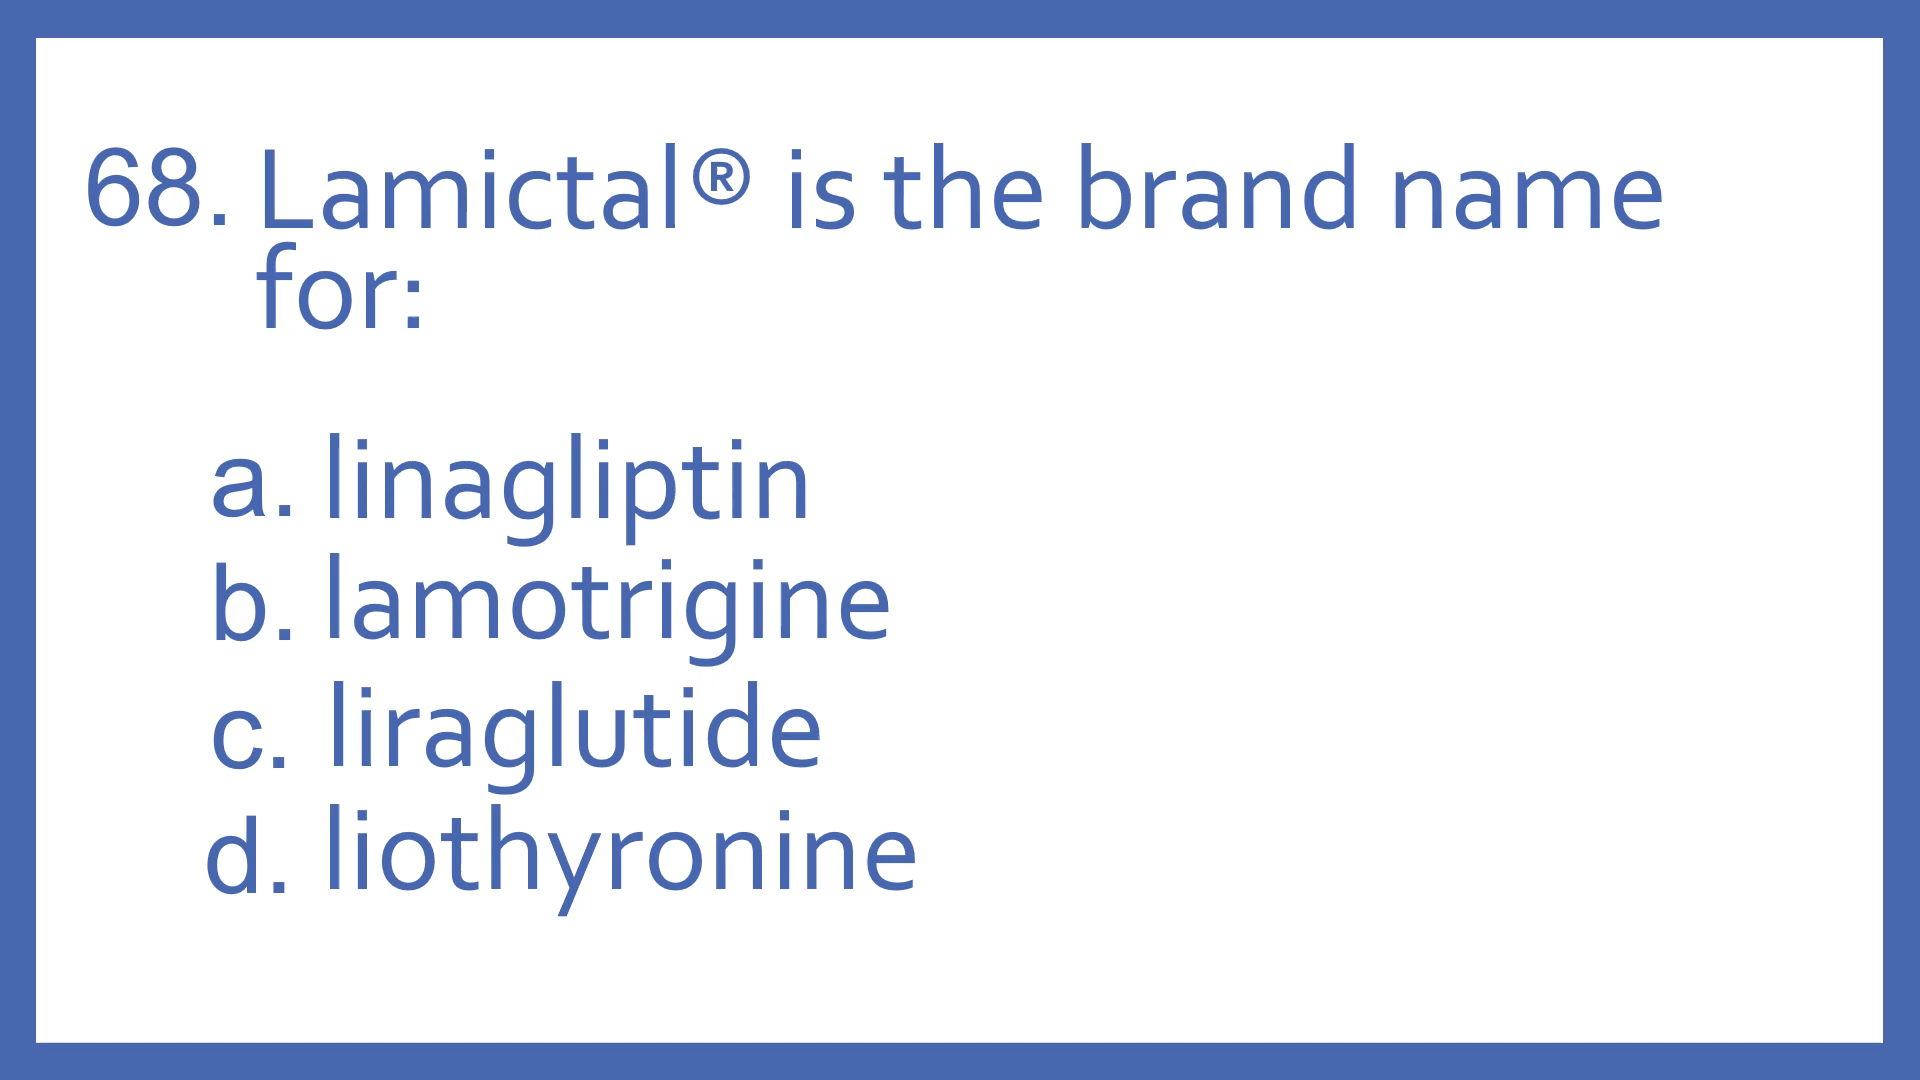 68. Lamictal® is the brand name
for:
a. linagliptin
b. lamotrigine
c. liraglutide
d. liothyronine